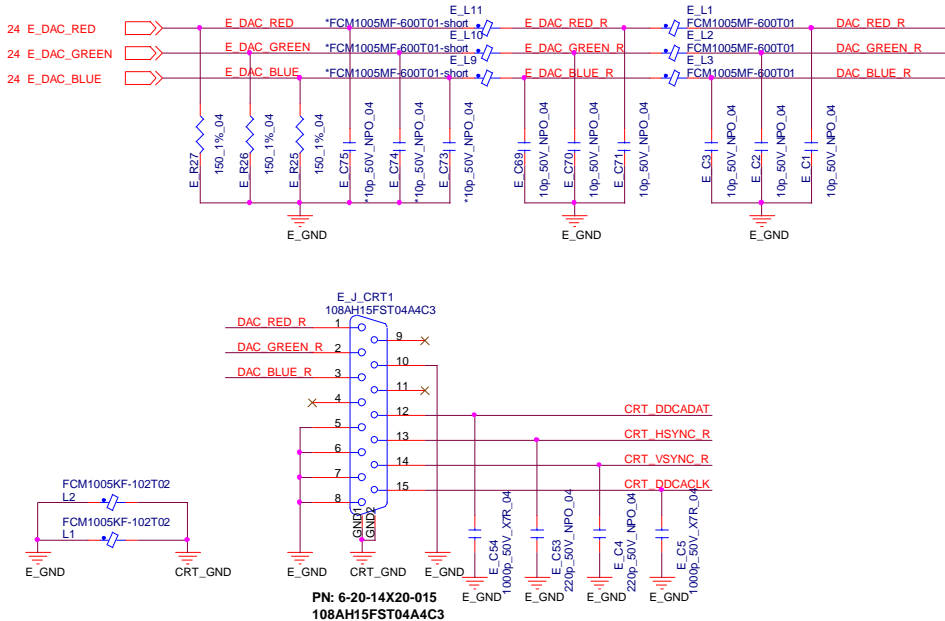 24 E_DAC_RED
E_DAC_RED
*FCM1005MF-600T01-short
E_L11
E_DAC_RED_R
E_L1
FCM1005MF-600T01
DAC_RED_R
24 E_DAC_GREEN
E_DAC_GREEN
*FCM1005MF-600T01-short
E_L10
E_DAC_GREEN_R
E_L2
FCM1005MF-600T01
DAC_GREEN_R
24 E_DAC_BLUE
E_DAC_BLUE
*FCM1005MF-600T01-short
E_L9
E_DAC_BLUE_R
E_L3
FCM1005MF-600T01
DAC_BLUE_R
E_R27
150_1%_04
E_R26
150_1%_04
E_R25
150_1%_04
E_C75
*10p_50V_NPO_04
E_C74
*10p_50V_NPO_04
E_C73
*10p_50V_NPO_04
E_C69
10p_50V_NPO_04
E_C70
10p_50V_NPO_04
E_C71
10p_50V_NPO_04
E_C3
10p_50V_NPO_04
E_C2
10p_50V_NPO_04
E_C1
10p_50V_NPO_04
E_GND
E_GND
E_GND
E_J_CRT1
108AH15FST04A4C3
DAC_RED_R
1
9
DAC_GREEN_R
2
10
DAC_BLUE_R
3
11
4
12
CRT_DDCADAT
5
13
CRT_HSYNC_R
6
14
CRT_VSYNC_R
7
15
CRT_DDCACLK
8
GND1
GND2
FCM1005KF-102T02
L2
FCM1005KF-102T02
L1
E_C54
1000p_50V_X7R_04
E_C53
220p_50V_NPO_04
E_C4
220p_50V_NPO_04
E_C5
1000p_50V_X7R_04
E_GND
CRT_GND
E_GND
CRT_GND
E_GND
E_GND
E_GND
E_GND
E_GND
PN: 6-20-14X20-015
108AH15FST04A4C3